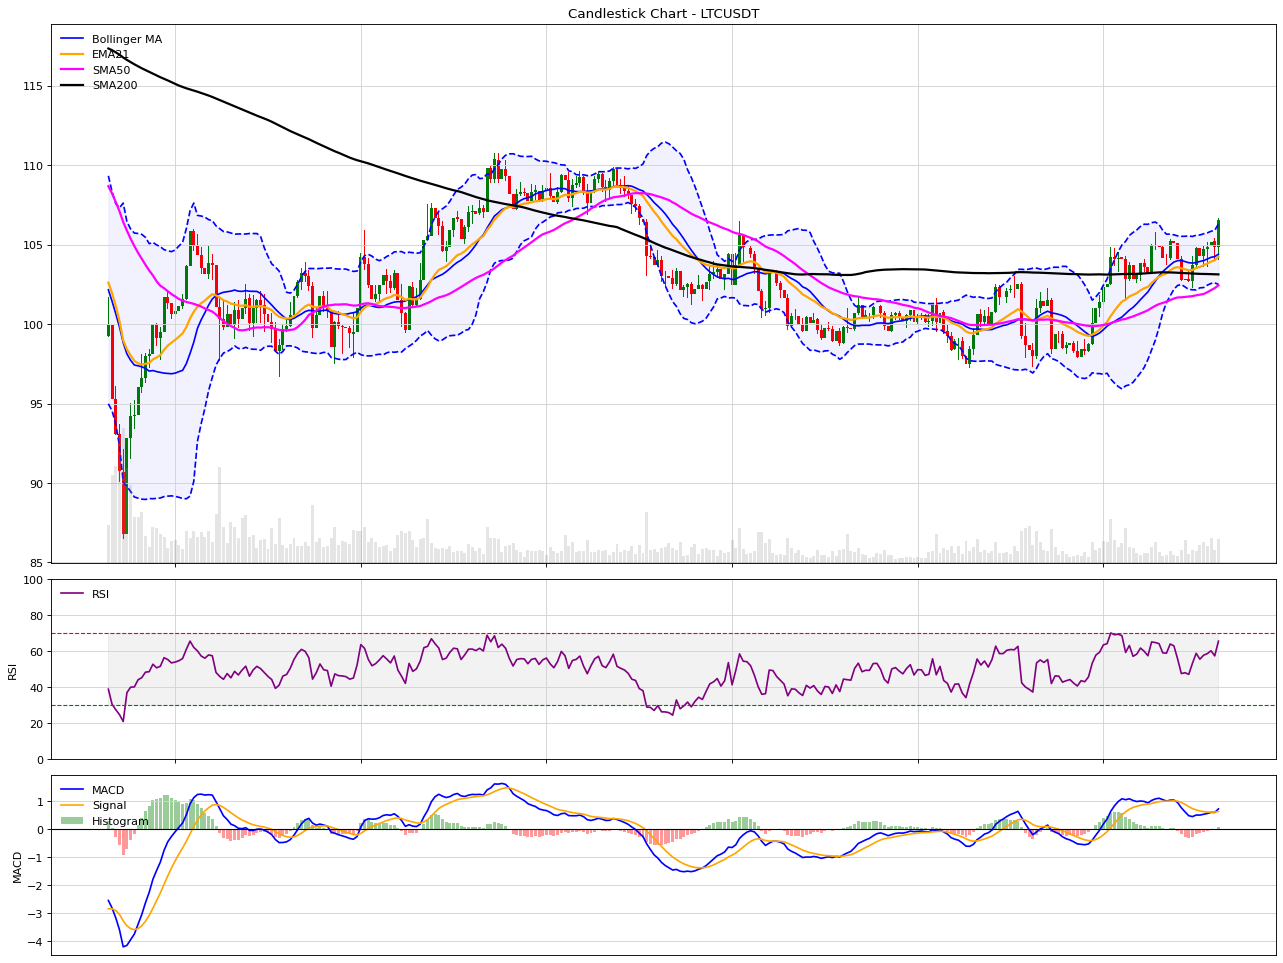 Candlestick Chart - LTCUSDT
Bollinger MA
EMA21
SMA50
SMA200
115
110
105
100
95
90
85
RSI
100
80
60
40
20
0
RSI
MACD
Signal
Histogram
1
0
−1
−2
−3
−4
MACD